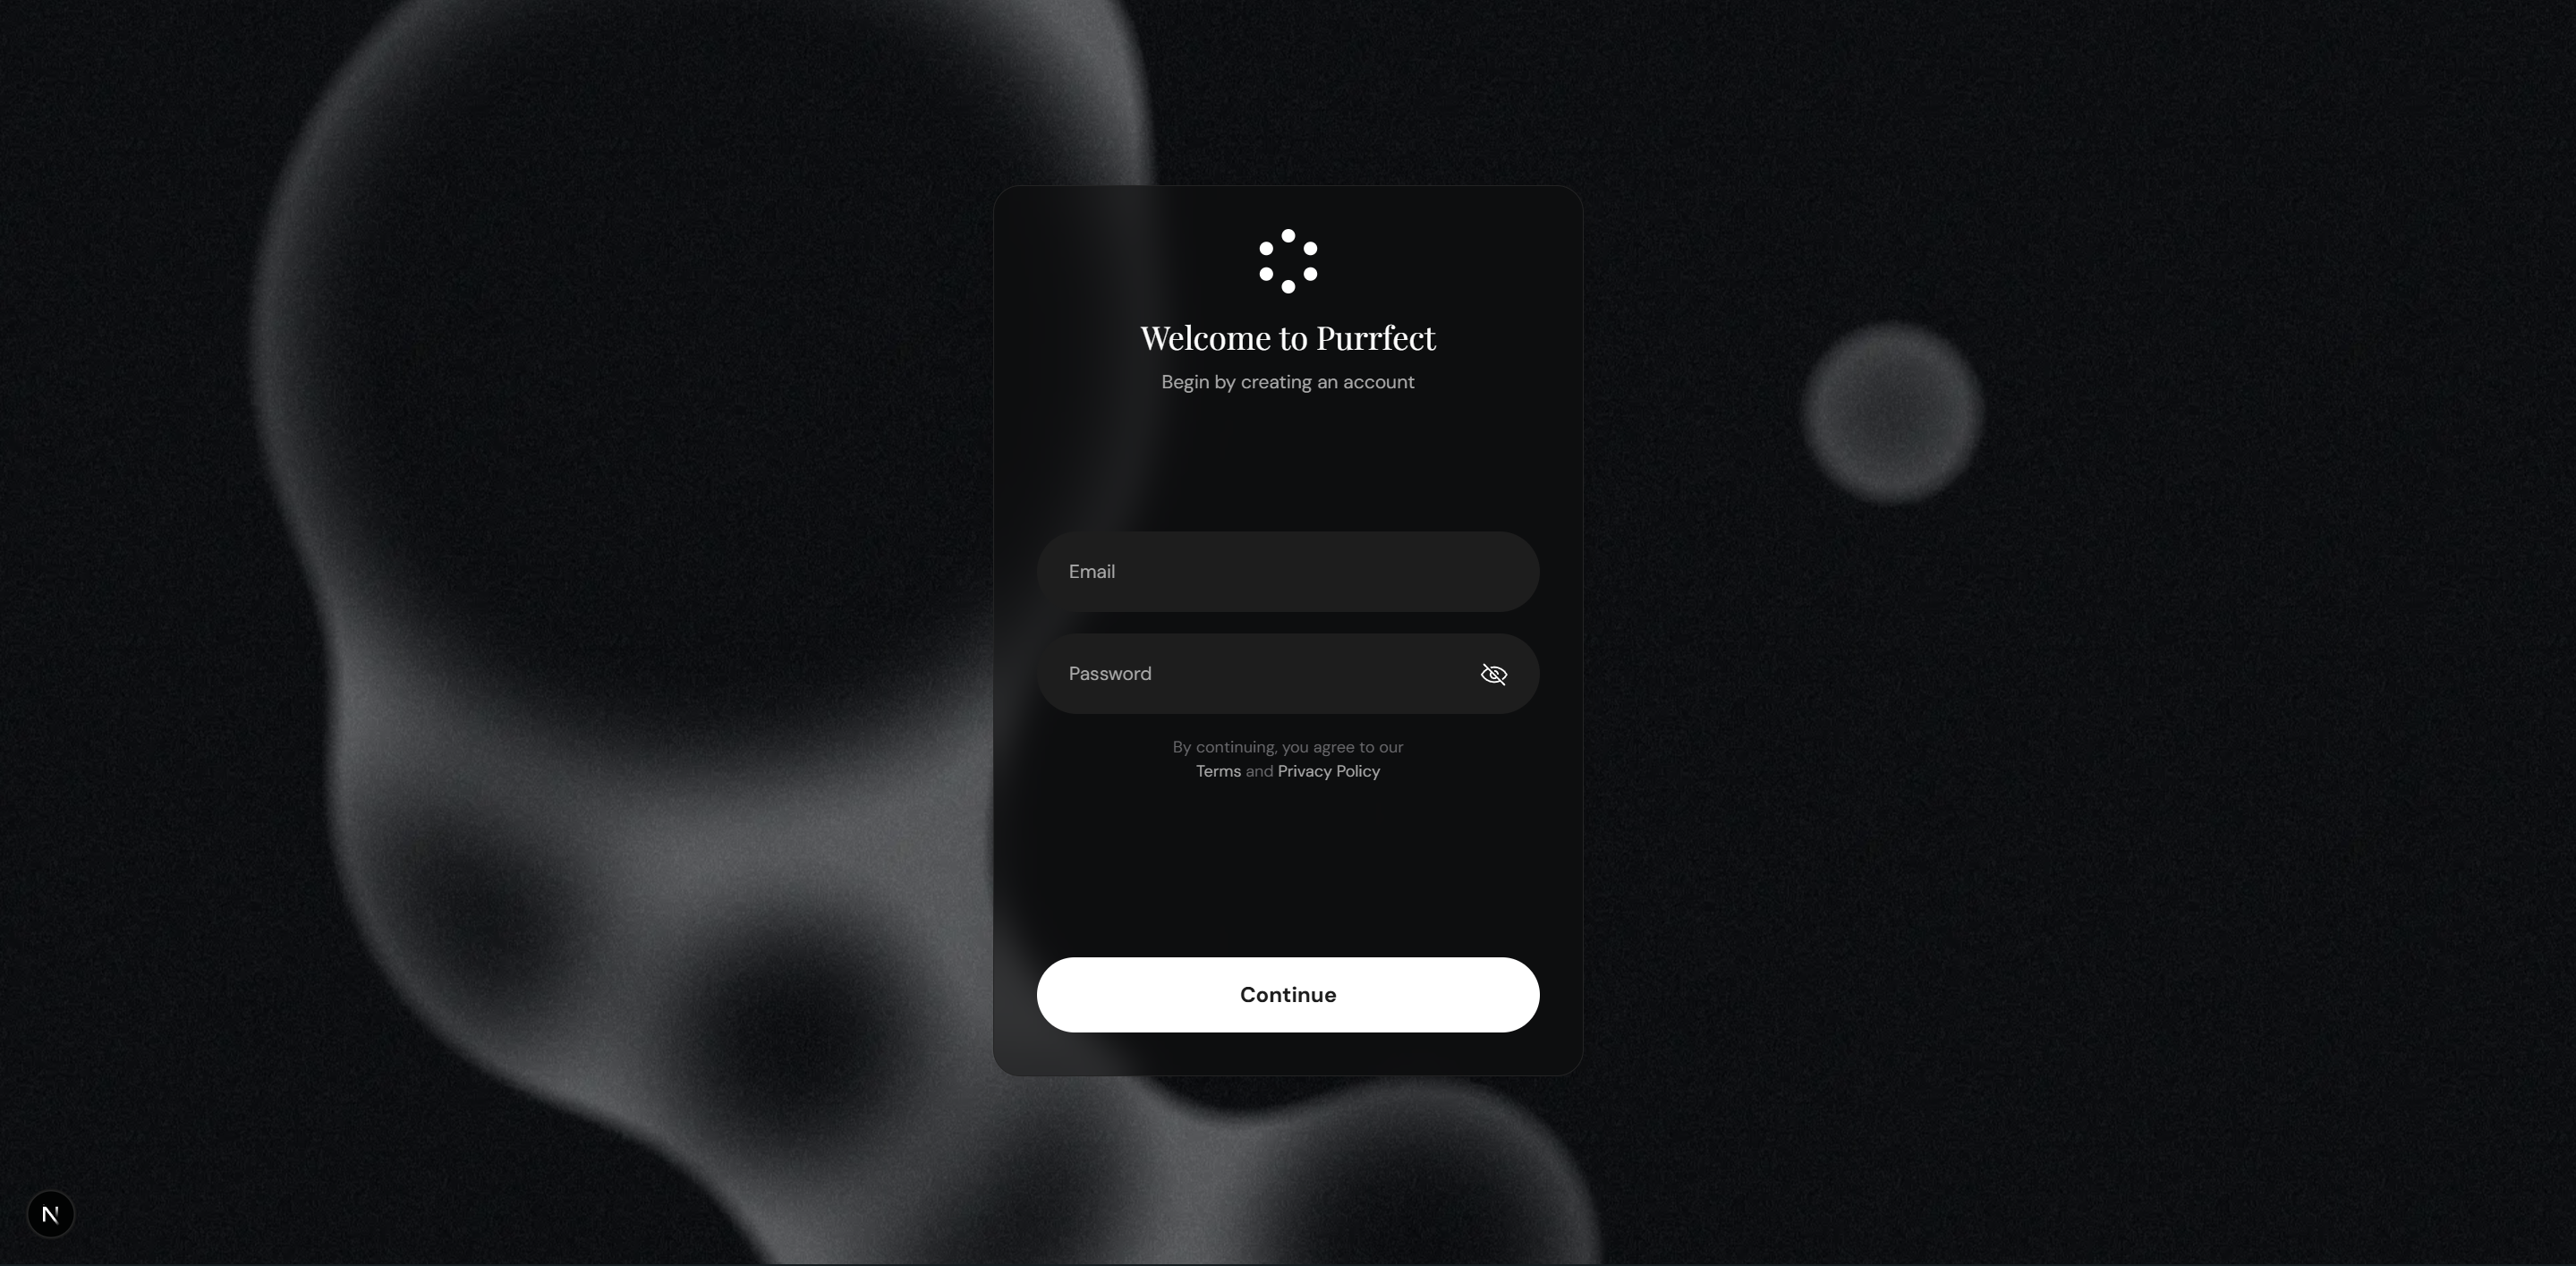 Welcome to Purrfect
Begin by creating an account
Email
Password
By continuing, you agree to our
Terms and Privacy Policy
Continue
N